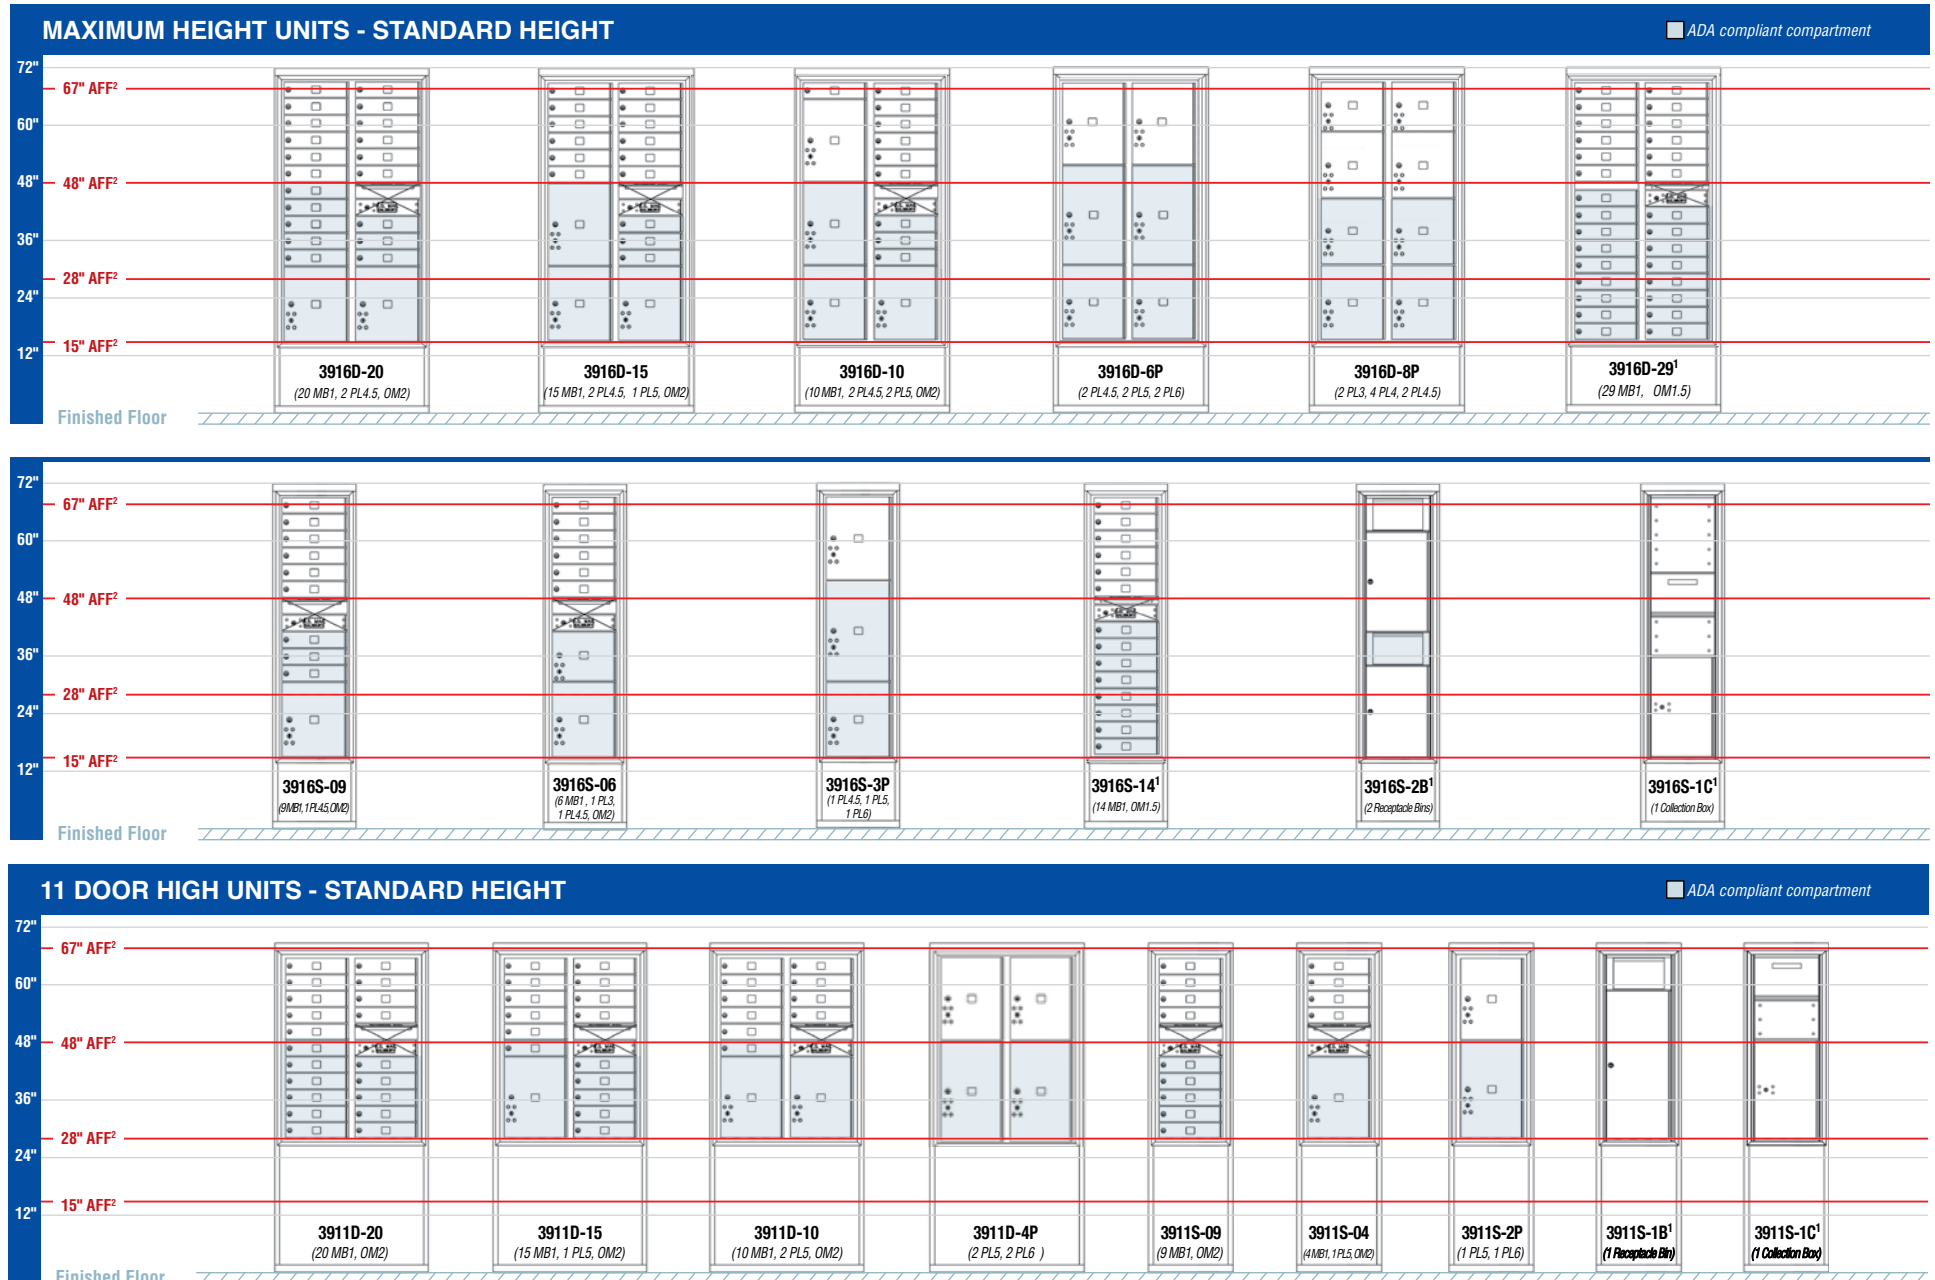 MAXIMUM HEIGHT UNITS - STANDARD HEIGHT
ADA compliant compartment
72"
67" AFF²
60"
48"
48" AFF²
36"
28" AFF²
24"
15" AFF²
12"
3916D-20
(20 MB1, 2 PL4.5, OM2)
3916D-15
(15 MB1, 2 PL4.5, 1 PL5, OM2)
3916D-10
(10 MB1, 2 PL4.5, 2 PL5, OM2)
3916D-6P
(2 PL4.5, 2 PL5, 2 PL6)
3916D-8P
(2 PL3, 4 PL4, 2 PL4.5)
3916D-29¹
(29 MB1, OM1.5)
Finished Floor
72"
67" AFF²
60"
48"
48" AFF²
36"
28" AFF²
24"
15" AFF²
12"
3916S-09
(9MB1, 1PL4.5,OM2)
3916S-06
(6 MB1 , 1 PL3,
1 PL4.5, OM2)
3916S-3P
(1 PL4.5, 1 PL5,
1 PL6)
3916S-14¹
(14 MB1, OM1.5)
3916S-2B¹
(2 Receptacle Bins)
3916S-1C¹
(1 Collection Box)
Finished Floor
11 DOOR HIGH UNITS - STANDARD HEIGHT
ADA compliant compartment
72"
67" AFF²
60"
48"
48" AFF²
36"
28" AFF²
24"
15" AFF²
12"
3911D-20
(20 MB1, OM2)
3911D-15
(15 MB1, 1 PL5, OM2)
3911D-10
(10 MB1, 2 PL5, OM2)
3911D-4P
(2 PL5, 2 PL6 )
3911S-09
(9 MB1, OM2)
3911S-04
(4 MB1, 1 PL5, OM2)
3911S-2P
(1 PL5, 1 PL6)
3911S-1B¹
(1 Receptacle Bin)
3911S-1C¹
(1 Collection Box)
Finished Floor